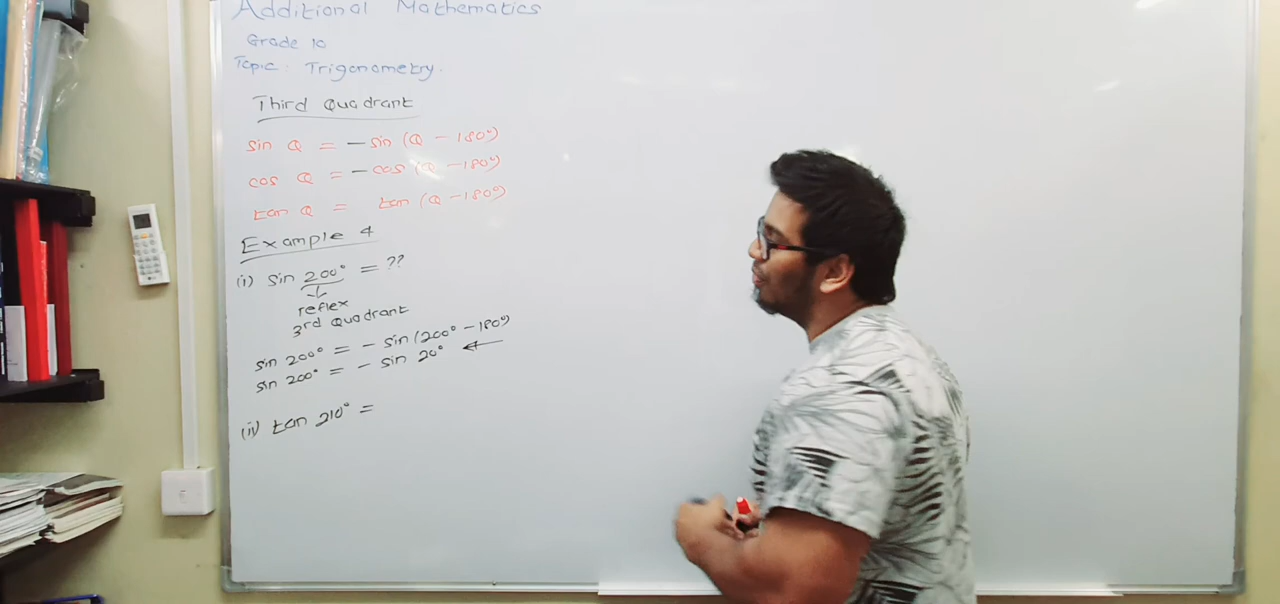 Additional Mathematics
Grade 10
Topic: Trigonometry.
Third Quadrant
sin Q = -sin (Q - 180°)
cos Q = -cos (Q - 180°)
tan Q = tan (Q - 180°)
Example 4
(i) sin 200° = ??
reflex
3rd Quadrant
sin 200° = - sin (200° - 180°)
sin 200° = - sin 20° ←
(ii) tan 210° =